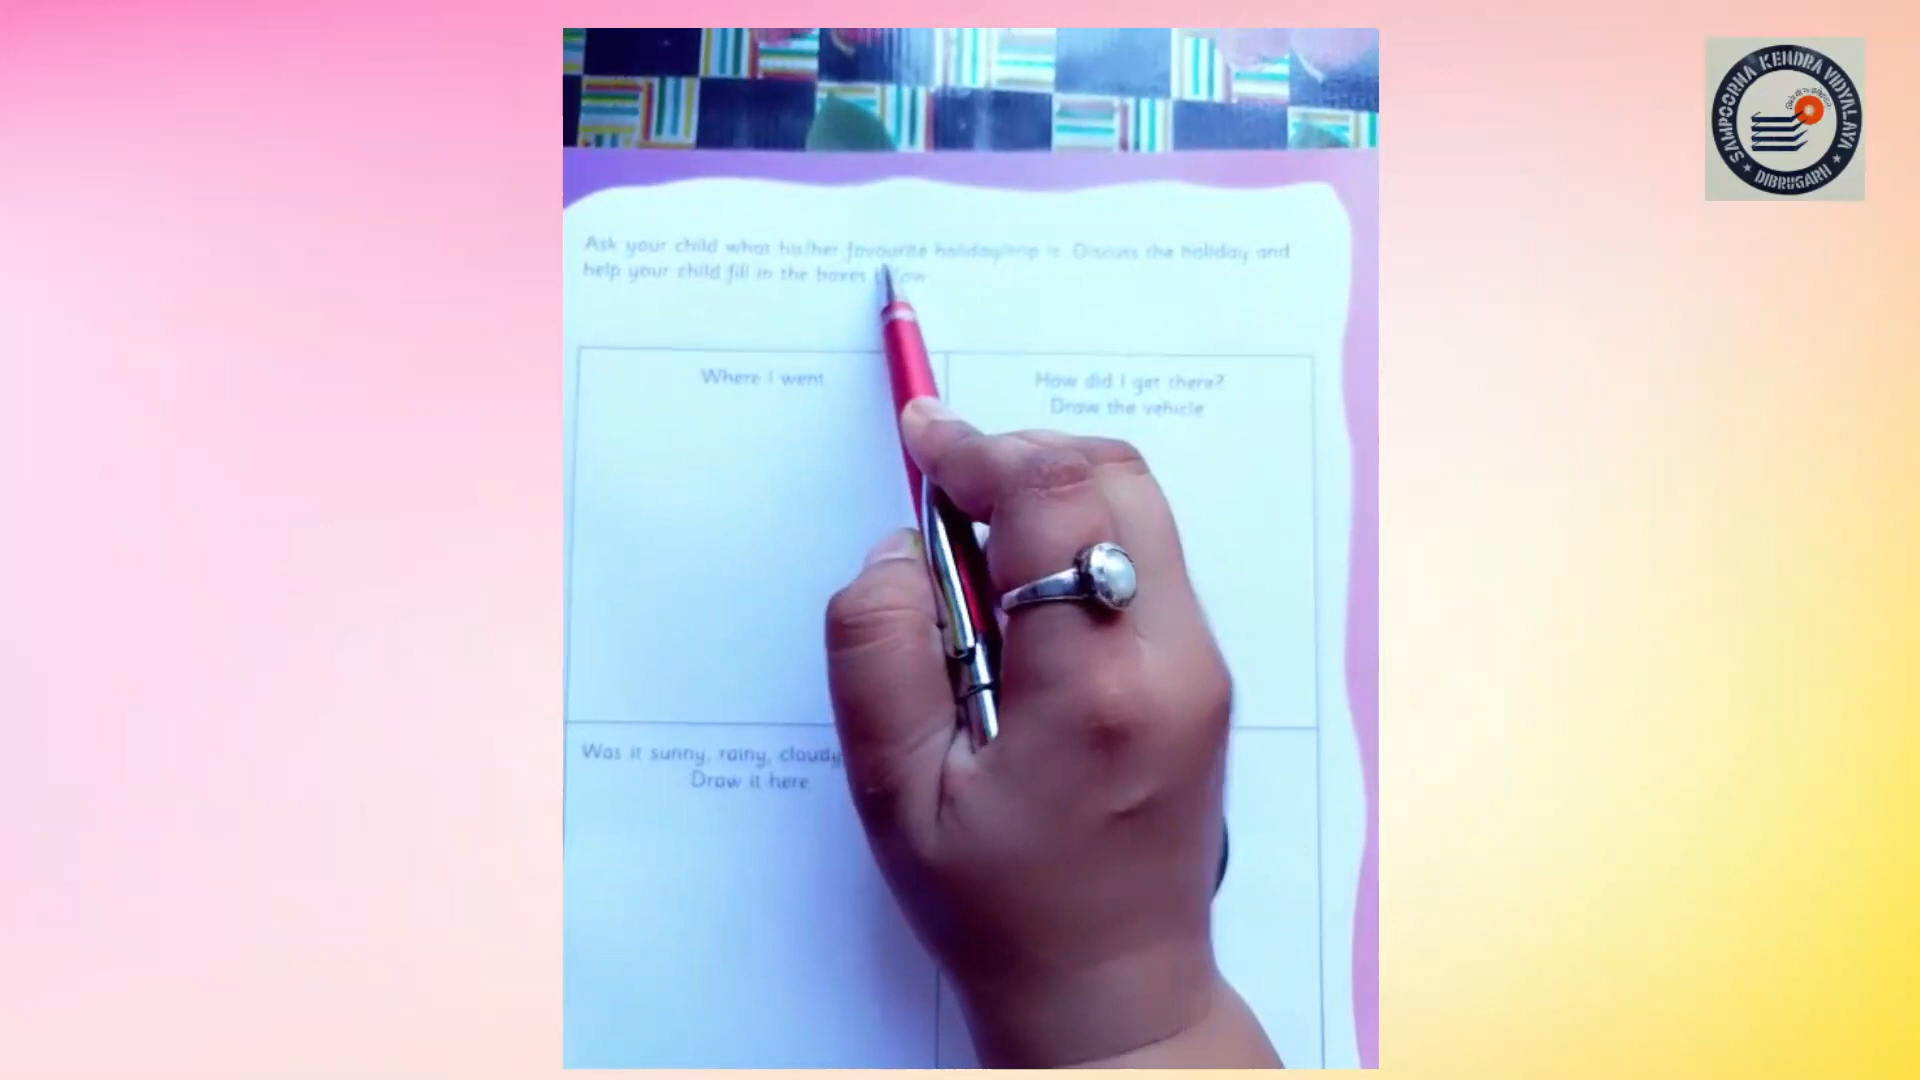 Ask your child what his/her favourite holiday/trip is. Discuss the holiday and
help your child fill in the boxes below
Where I went
How did I get there?
Draw the vehicle
Was it sunny, rainy, cloudy
Draw it here
SAMPOORNA KENDRA VIDYALAYA
DIBRUGARH